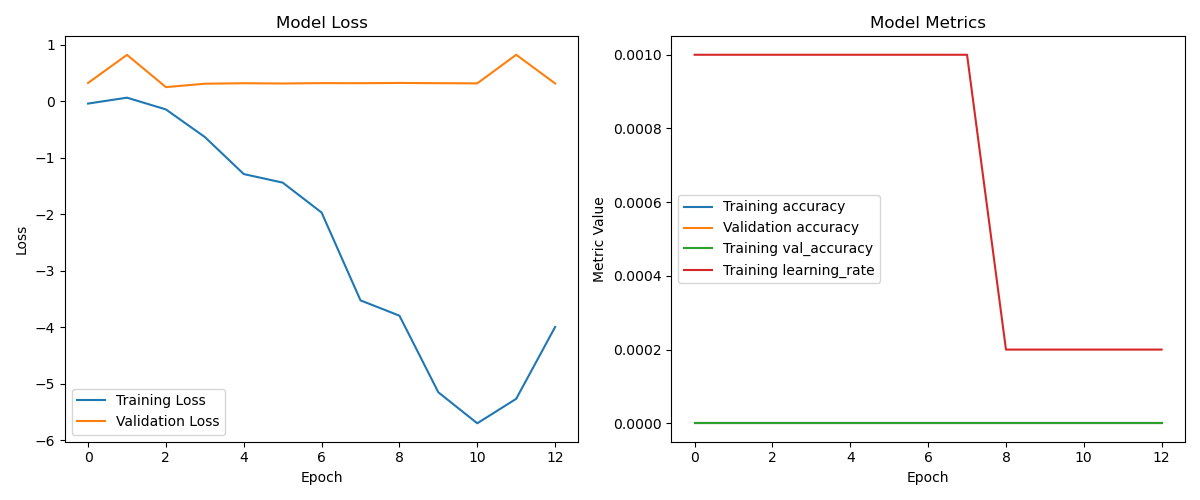 Model Loss
1
0
−1
−2
−3
−4
−5
−6
Loss
Training Loss
Validation Loss
0 2 4 6 8 10 12
Epoch
Model Metrics
0.0010
0.0008
0.0006
0.0004
0.0002
0.0000
Metric Value
Training accuracy
Validation accuracy
Training val_accuracy
Training learning_rate
0 2 4 6 8 10 12
Epoch